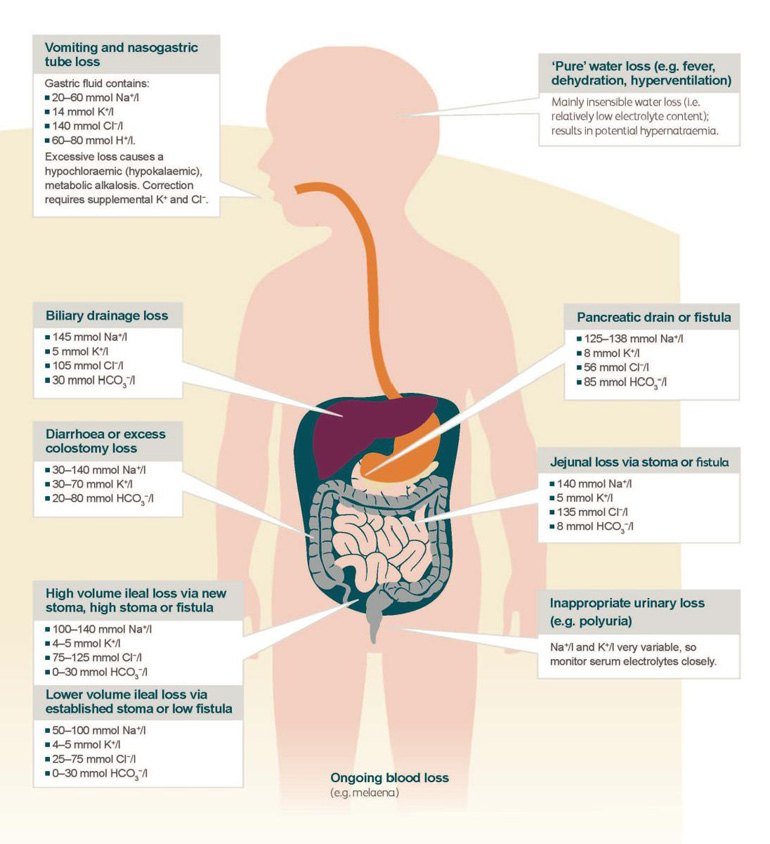 Vomiting and nasogastric
tube loss
Gastric fluid contains:
▪ 20–60 mmol Na⁺/l
▪ 14 mmol K⁺/l
▪ 140 mmol Cl⁻/l
▪ 60–80 mmol H⁺/l.
Excessive loss causes a
hypochloraemic (hypokalaemic),
metabolic alkalosis. Correction
requires supplemental K⁺ and Cl⁻.
‘Pure’ water loss (e.g. fever,
dehydration, hyperventilation)
Mainly insensible water loss (i.e.
relatively low electrolyte content);
results in potential hypernatraemia.
Biliary drainage loss
▪ 145 mmol Na⁺/l
▪ 5 mmol K⁺/l
▪ 105 mmol Cl⁻/l
▪ 30 mmol HCO₃⁻/l
Pancreatic drain or fistula
▪ 125–138 mmol Na⁺/l
▪ 8 mmol K⁺/l
▪ 56 mmol Cl⁻/l
▪ 85 mmol HCO₃⁻/l
Diarrhoea or excess
colostomy loss
▪ 30–140 mmol Na⁺/l
▪ 30–70 mmol K⁺/l
▪ 20–80 mmol HCO₃⁻/l
Jejunal loss via stoma or fistula
▪ 140 mmol Na⁺/l
▪ 5 mmol K⁺/l
▪ 135 mmol Cl⁻/l
▪ 8 mmol HCO₃⁻/l
High volume ileal loss via new
stoma, high stoma or fistula
▪ 100–140 mmol Na⁺/l
▪ 4–5 mmol K⁺/l
▪ 75–125 mmol Cl⁻/l
▪ 0–30 mmol HCO₃⁻/l
Lower volume ileal loss via
established stoma or low fistula
▪ 50–100 mmol Na⁺/l
▪ 4–5 mmol K⁺/l
▪ 25–75 mmol Cl⁻/l
▪ 0–30 mmol HCO₃⁻/l
Inappropriate urinary loss
(e.g. polyuria)
Na⁺/l and K⁺/l very variable, so
monitor serum electrolytes closely.
Ongoing blood loss
(e.g. melaena)